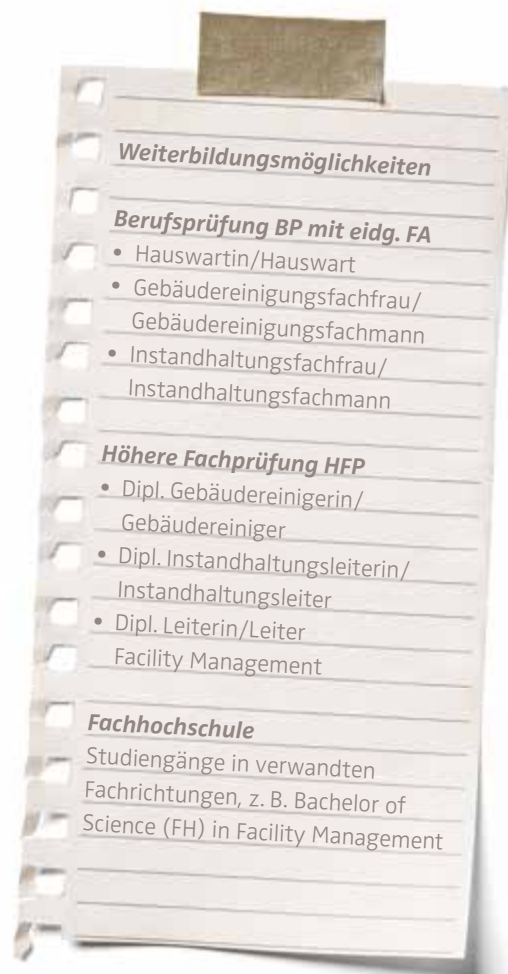 Weiterbildungsmöglichkeiten
Berufsprüfung BP mit eidg. FA
• Hauswartin/Hauswart
• Gebäudereinigungsfachfrau/
Gebäudereinigungsfachmann
• Instandhaltungsfachfrau/
Instandhaltungsfachmann
Höhere Fachprüfung HFP
• Dipl. Gebäudereinigerin/
Gebäudereiniger
• Dipl. Instandhaltungsleiterin/
Instandhaltungsleiter
• Dipl. Leiterin/Leiter
Facility Management
Fachhochschule
Studiengänge in verwandten
Fachrichtungen, z. B. Bachelor of
Science (FH) in Facility Management